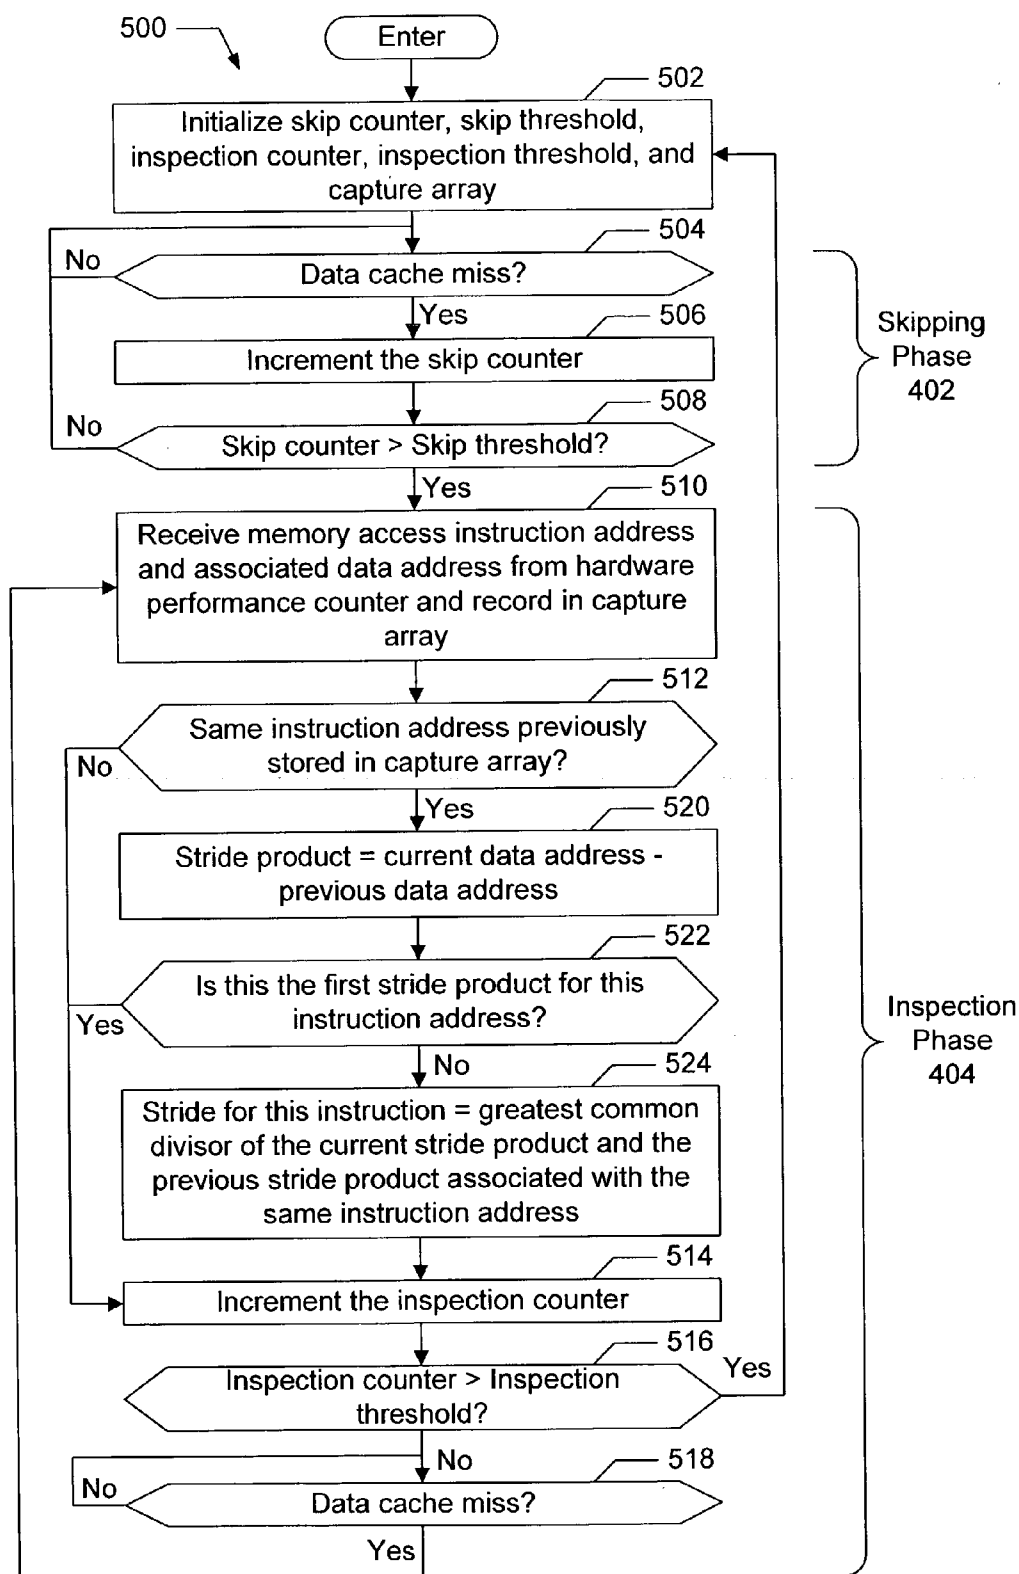 500
Enter
502
Initialize skip counter, skip threshold,
inspection counter, inspection threshold, and
capture array
504
No
Data cache miss?
Yes
506
Increment the skip counter
508
No
Skip counter > Skip threshold?
Yes
Skipping
Phase
402
510
Receive memory access instruction address
and associated data address from hardware
performance counter and record in capture
array
512
Same instruction address previously
stored in capture array?
No
Yes
520
Stride product = current data address -
previous data address
522
Is this the first stride product for this
instruction address?
Yes
No
524
Stride for this instruction = greatest common
divisor of the current stride product and the
previous stride product associated with the
same instruction address
514
Increment the inspection counter
516
Inspection counter > Inspection
threshold?
Yes
No
518
No
Data cache miss?
Yes
Inspection
Phase
404